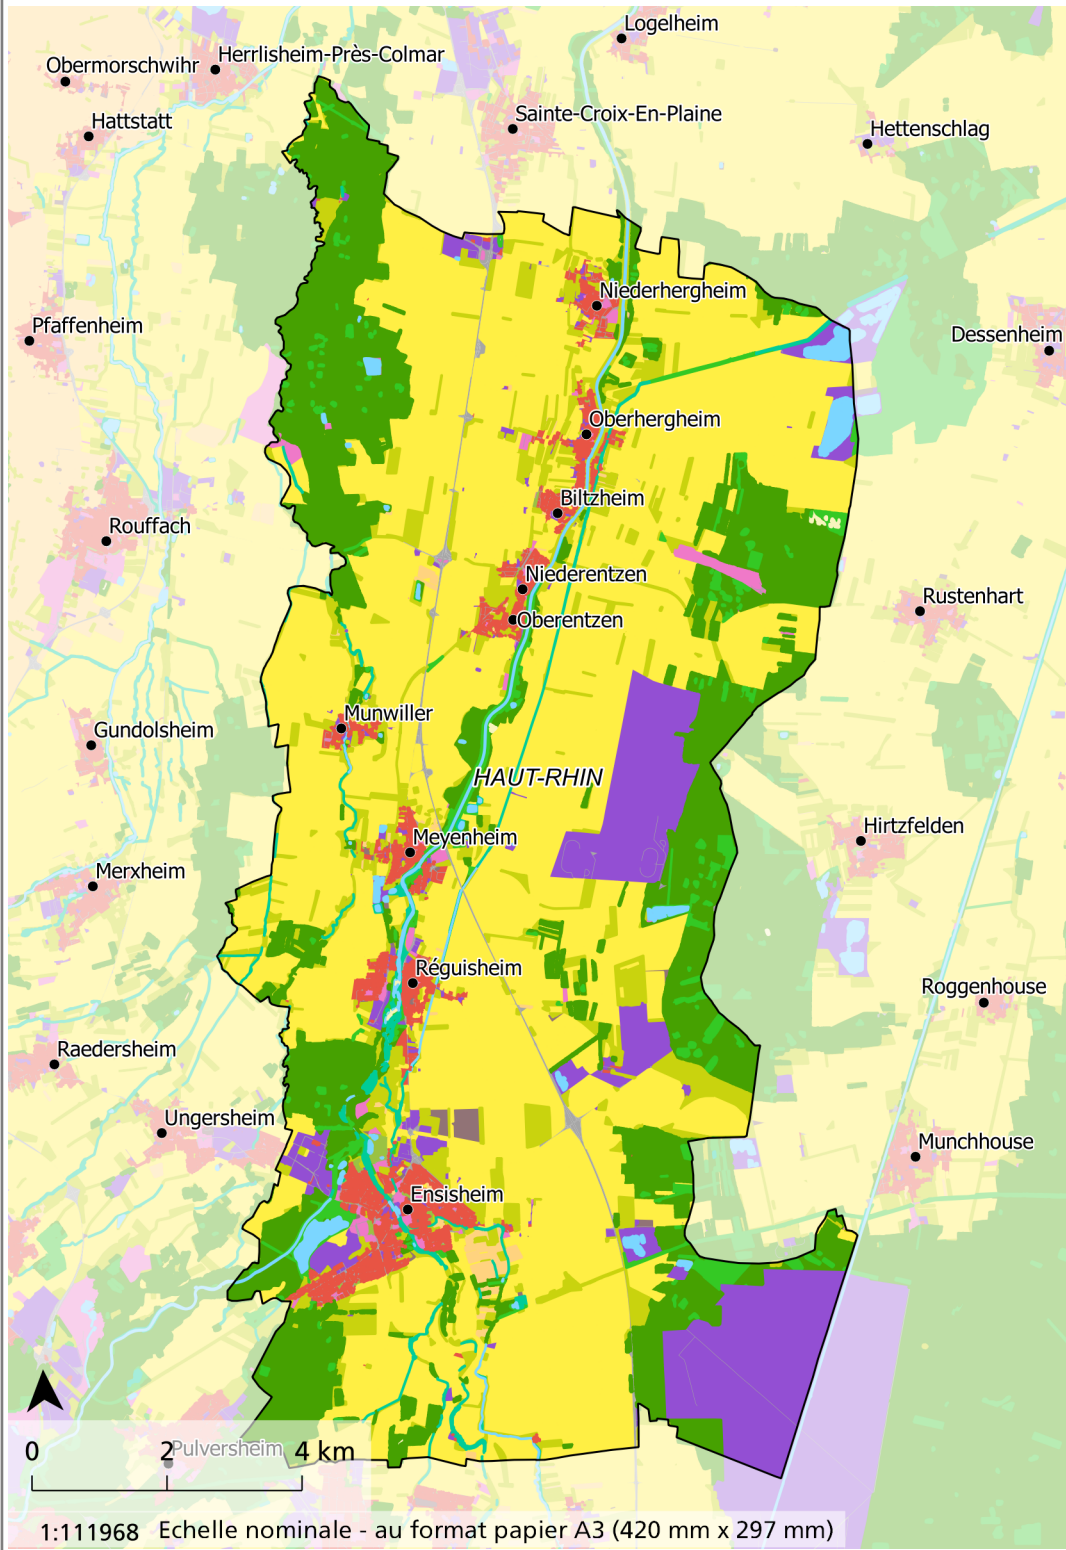 Logelheim
Herrlisheim-Près-Colmar
Obermorschwihr
Sainte-Croix-En-Plaine
Hattstatt
Hettenschlag
Niederhergheim
Pfaffenheim
Dessenheim
Oberhergheim
Biltzheim
Rouffach
Niederentzen
Rustenhart
Oberentzen
Munwiller
Gundolsheim
HAUT-RHIN
Hirtzfelden
Meyenheim
Merxheim
Réguisheim
Roggenhouse
Raedersheim
Ungersheim
Munchhouse
Ensisheim
0 2 4 km
Pulversheim
1:111968 Echelle nominale - au format papier A3 (420 mm x 297 mm)